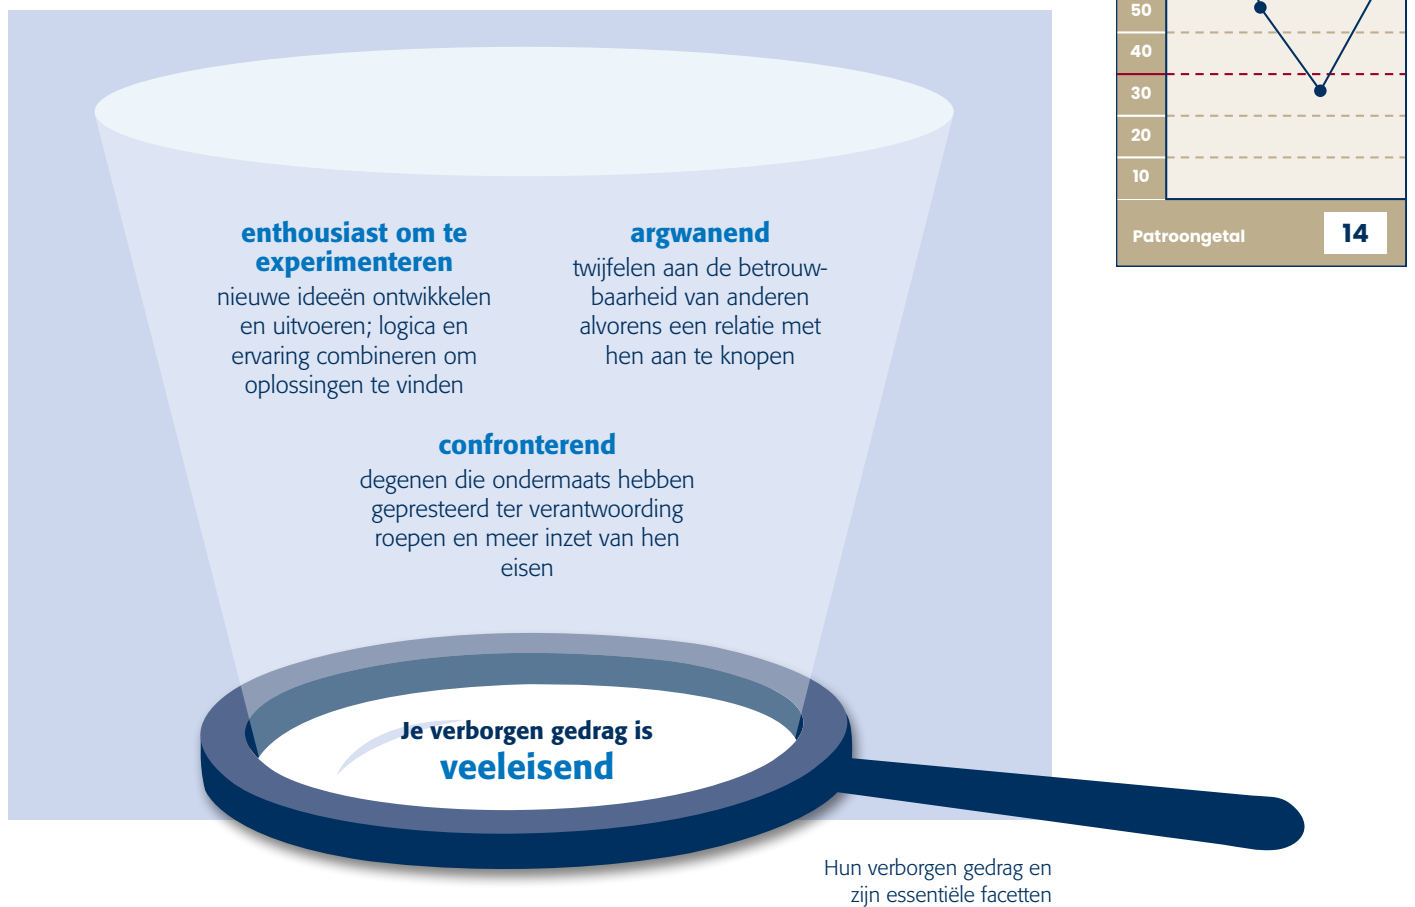 50
40
30
20
10
Patroongetal
14
enthousiast om te
experimenteren
nieuwe ideeën ontwikkelen
en uitvoeren; logica en
ervaring combineren om
oplossingen te vinden
argwanend
twijfelen aan de betrouw-
baarheid van anderen
alvorens een relatie met
hen aan te knopen
confronterend
degenen die ondermaats hebben
gepresteerd ter verantwoording
roepen en meer inzet van hen
eisen
Je verborgen gedrag is
veeleisend
Hun verborgen gedrag en
zijn essentiële facetten